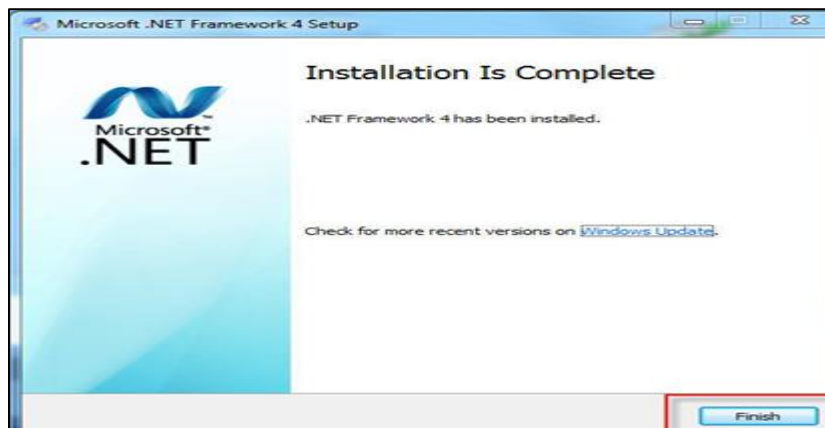 Microsoft .NET Framework 4 Setup
Installation Is Complete
Microsoft®
.NET™
.NET Framework 4 has been installed.
Check for more recent versions on Windows Update.
Finish